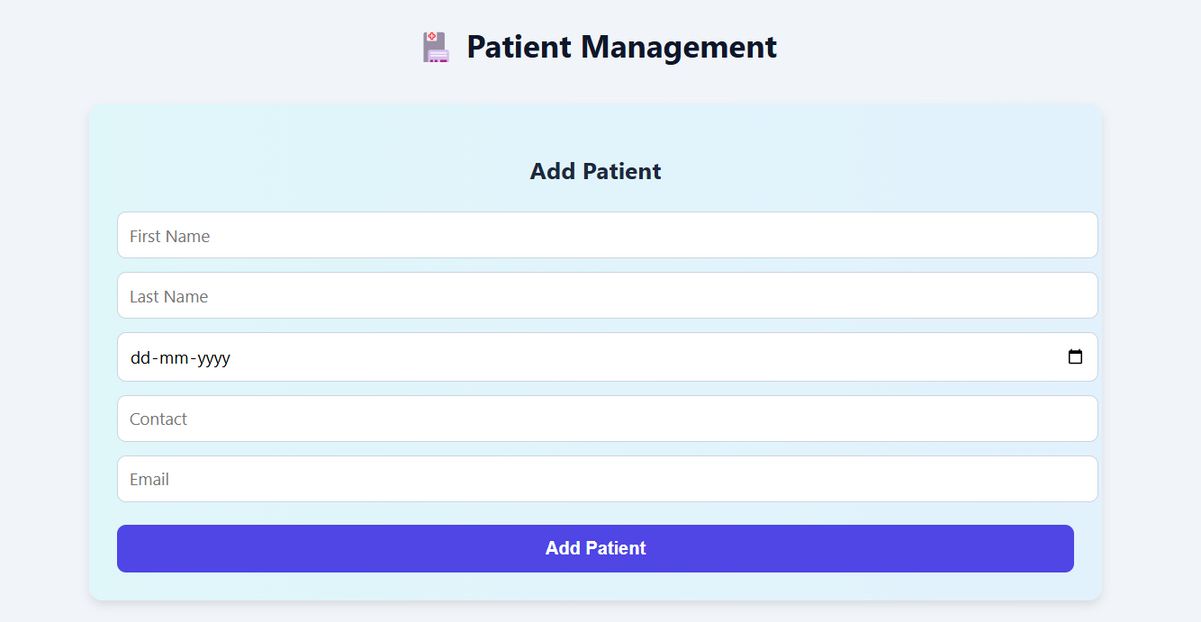 Patient Management
Add Patient
First Name
Last Name
dd-mm-yyyy
Contact
Email
Add Patient